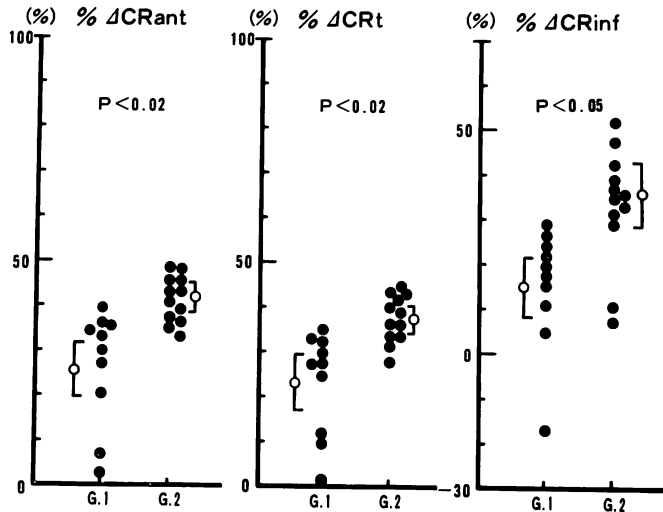 (%) % ΔCRant
100
P<0.02
50
0
G.1 G.2
(%) % ΔCRt
100
P<0.02
50
0
G.1 G.2
(%) % ΔCRinf
P<0.05
50
0
-30
G.1 G.2